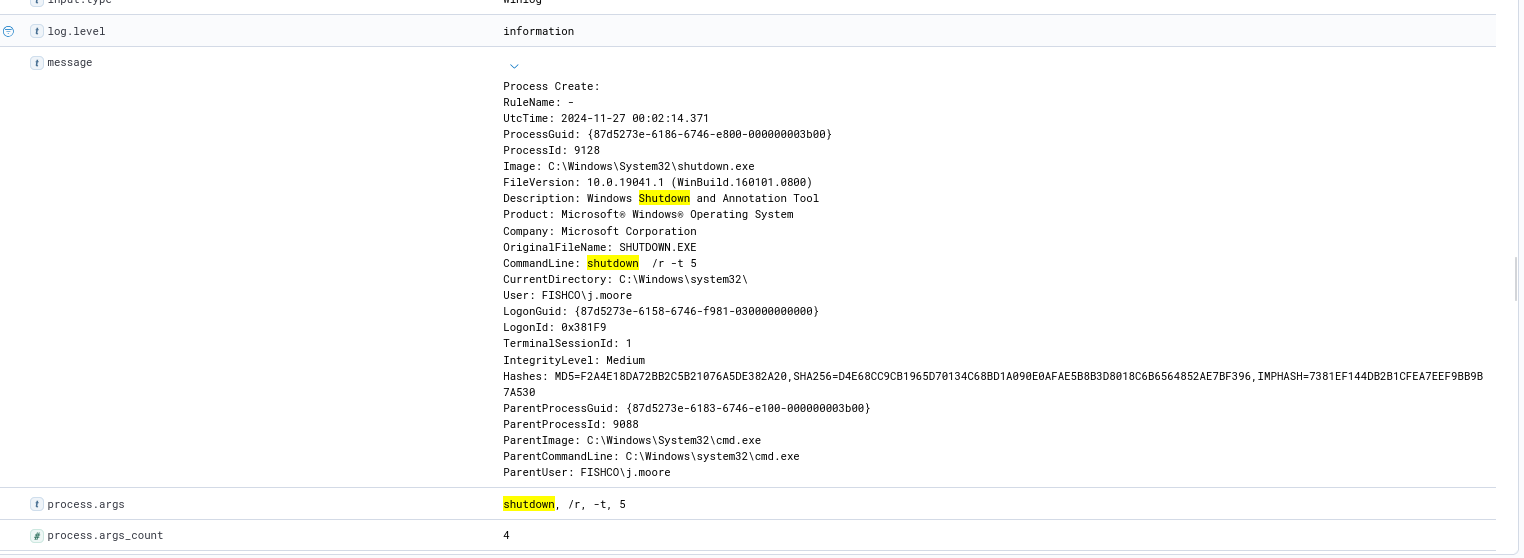 input.type winlog
t log.level information
t message
Process Create:
RuleName: -
UtcTime: 2024-11-27 00:02:14.371
ProcessGuid: {87d5273e-6186-6746-e800-000000003b00}
ProcessId: 9128
Image: C:\Windows\System32\shutdown.exe
FileVersion: 10.0.19041.1 (WinBuild.160101.0800)
Description: Windows Shutdown and Annotation Tool
Product: Microsoft® Windows® Operating System
Company: Microsoft Corporation
OriginalFileName: SHUTDOWN.EXE
CommandLine: shutdown  /r -t 5
CurrentDirectory: C:\Windows\system32\
User: FISHCO\j.moore
LogonGuid: {87d5273e-6158-6746-f981-030000000000}
LogonId: 0x381F9
TerminalSessionId: 1
IntegrityLevel: Medium
Hashes: MD5=F2A4E18DA72BB2C5B21076A5DE382A20,SHA256=D4E68CC9CB1965D70134C68BD1A090E0AFAE5B8B3D8018C6B6564852AE7BF396,IMPHASH=7381EF144DB2B1CFEA7EEF9BB9B
7A530
ParentProcessGuid: {87d5273e-6183-6746-e100-000000003b00}
ParentProcessId: 9088
ParentImage: C:\Windows\System32\cmd.exe
ParentCommandLine: C:\Windows\system32\cmd.exe
ParentUser: FISHCO\j.moore
t process.args shutdown, /r, -t, 5
# process.args_count 4